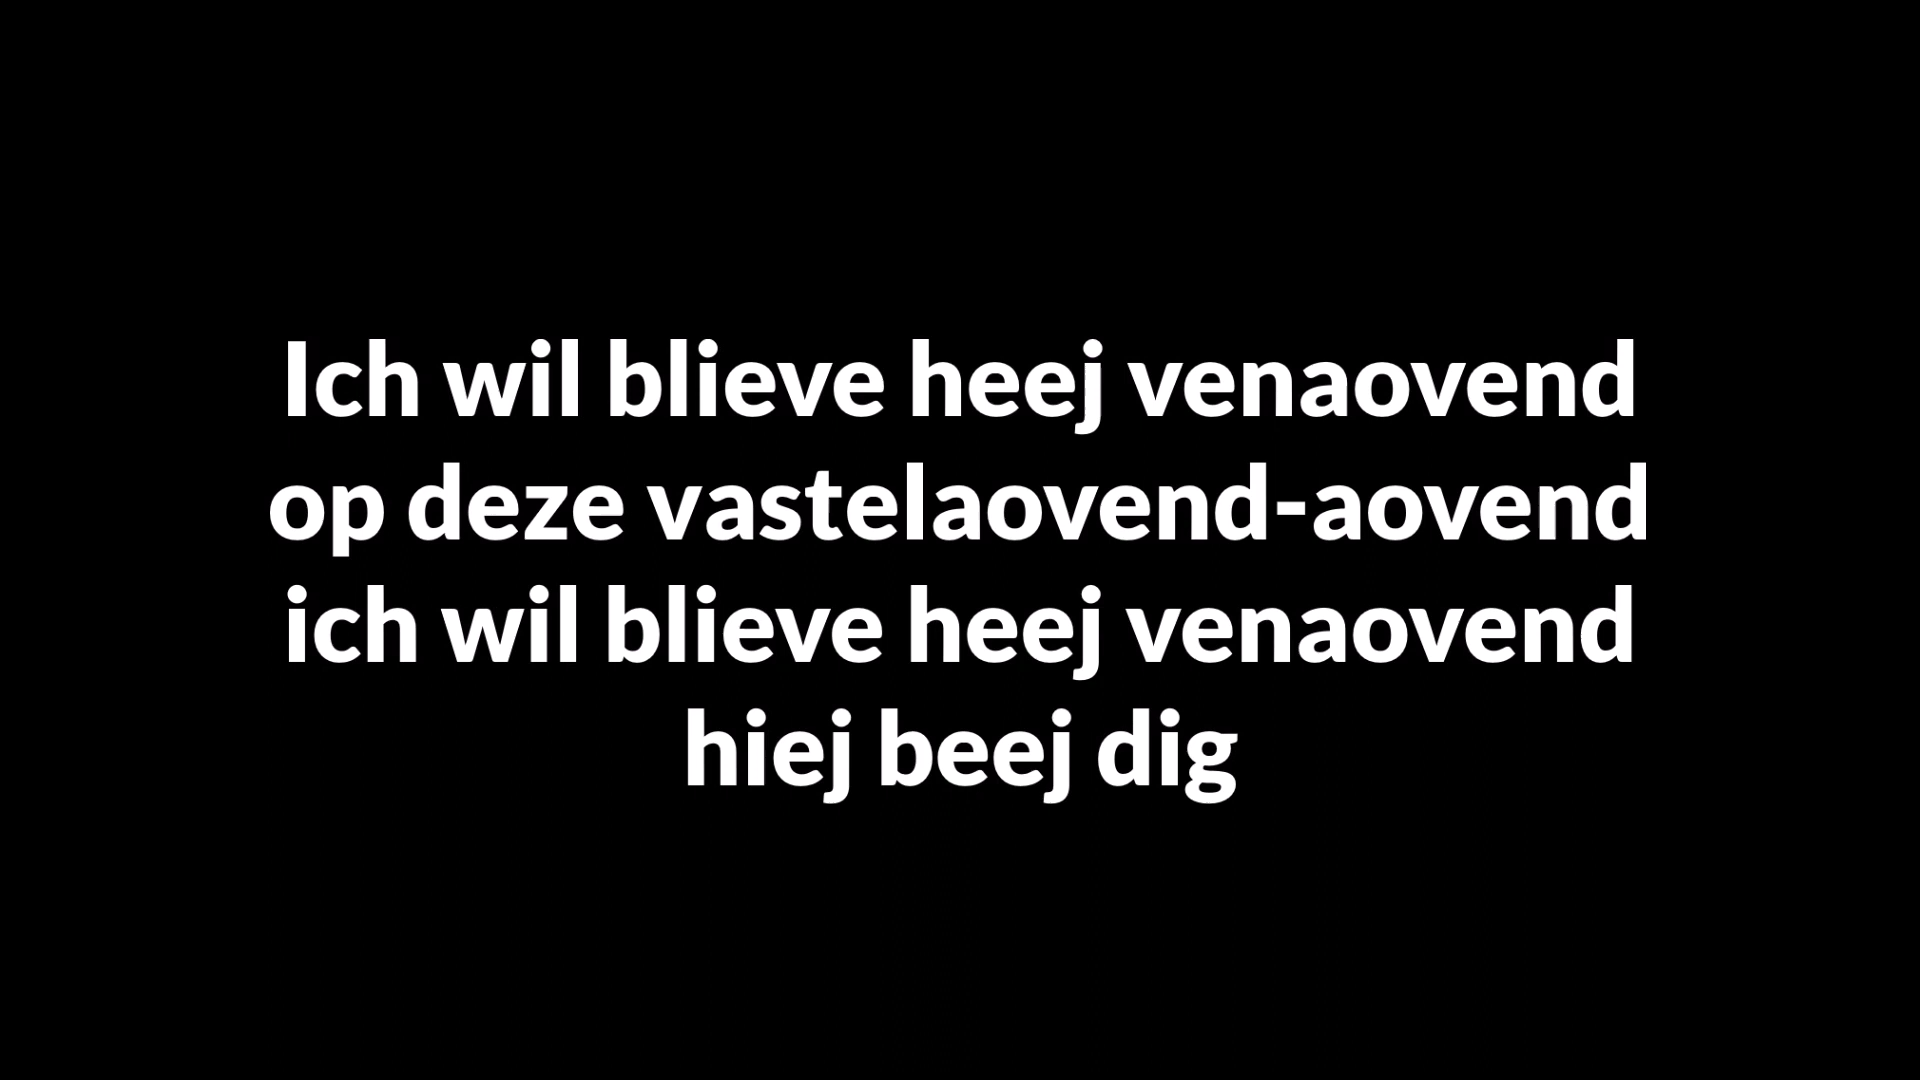 Ich wil blieve heej venaovend
op deze vastelaovend-aovend
ich wil blieve heej venaovend
hiej beej dig